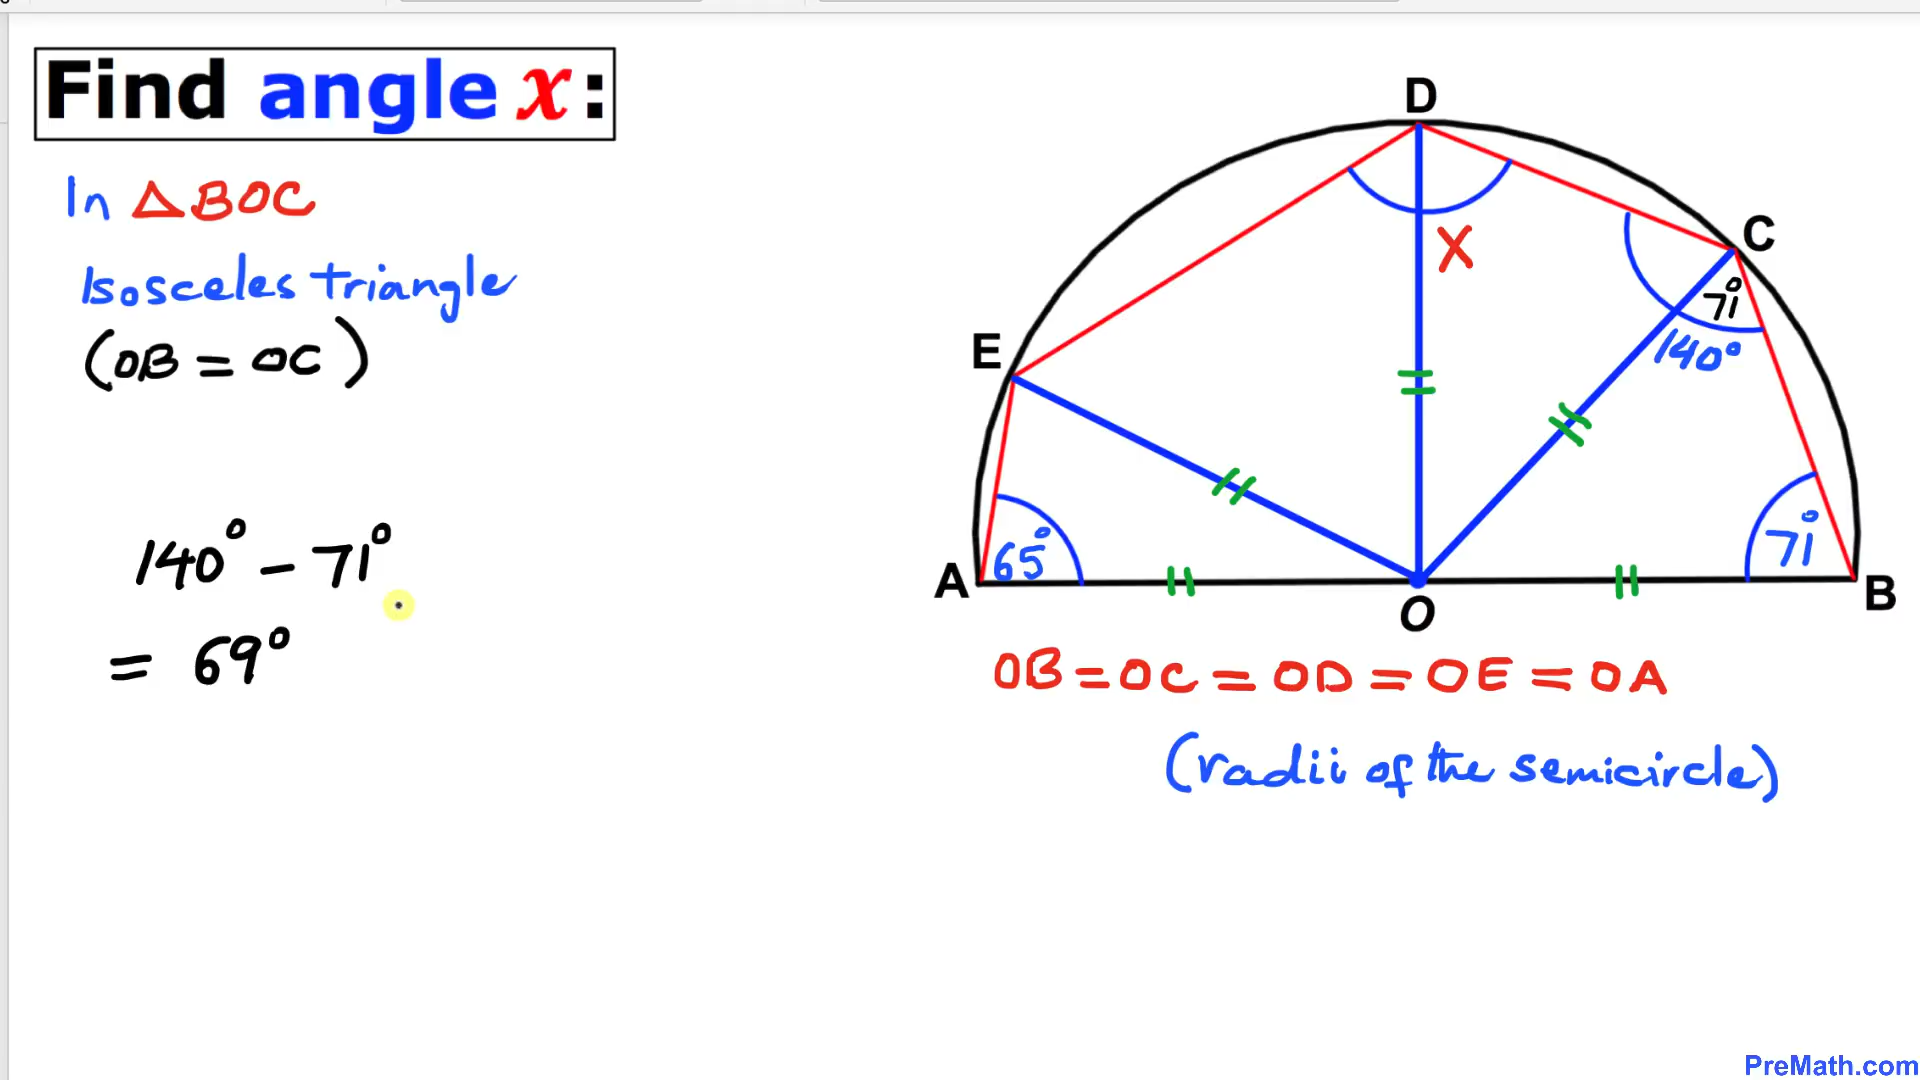 Find angle x:
In △BOC
Isosceles triangle
(OB = OC)
140° - 71°
= 69°
D
X
C
71°
140°
E
65°
71°
A
O
B
OB = OC = OD = OE = OA
(radii of the semicircle)
PreMath.com